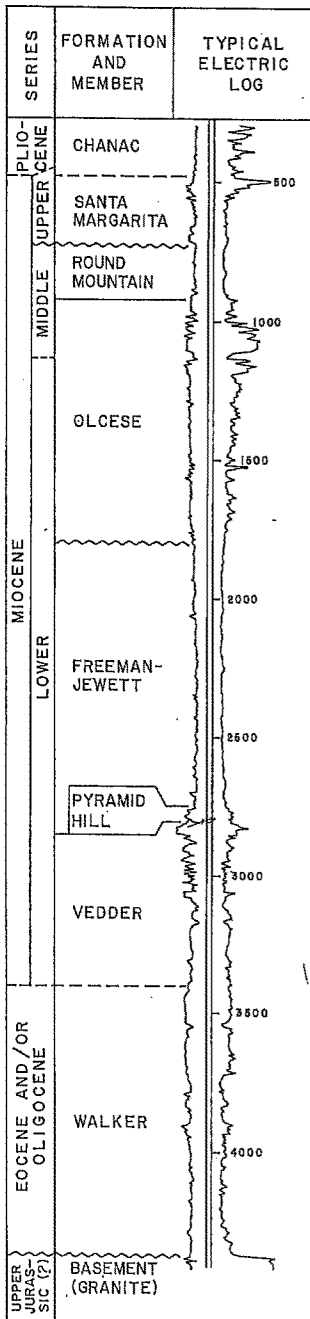 SERIES
FORMATION
AND
MEMBER
TYPICAL
ELECTRIC
LOG
PLIO-
CENE
CHANAC
500
UPPER
SANTA
MARGARITA
MIDDLE
ROUND
MOUNTAIN
1000
MIOCENE
OLCESE
1500
LOWER
2000
FREEMAN-
JEWETT
2500
PYRAMID
HILL
3000
VEDDER
3500
EOCENE AND/OR
OLIGOCENE
WALKER
4000
UPPER
JURAS-
SIC (?)
BASEMENT
(GRANITE)